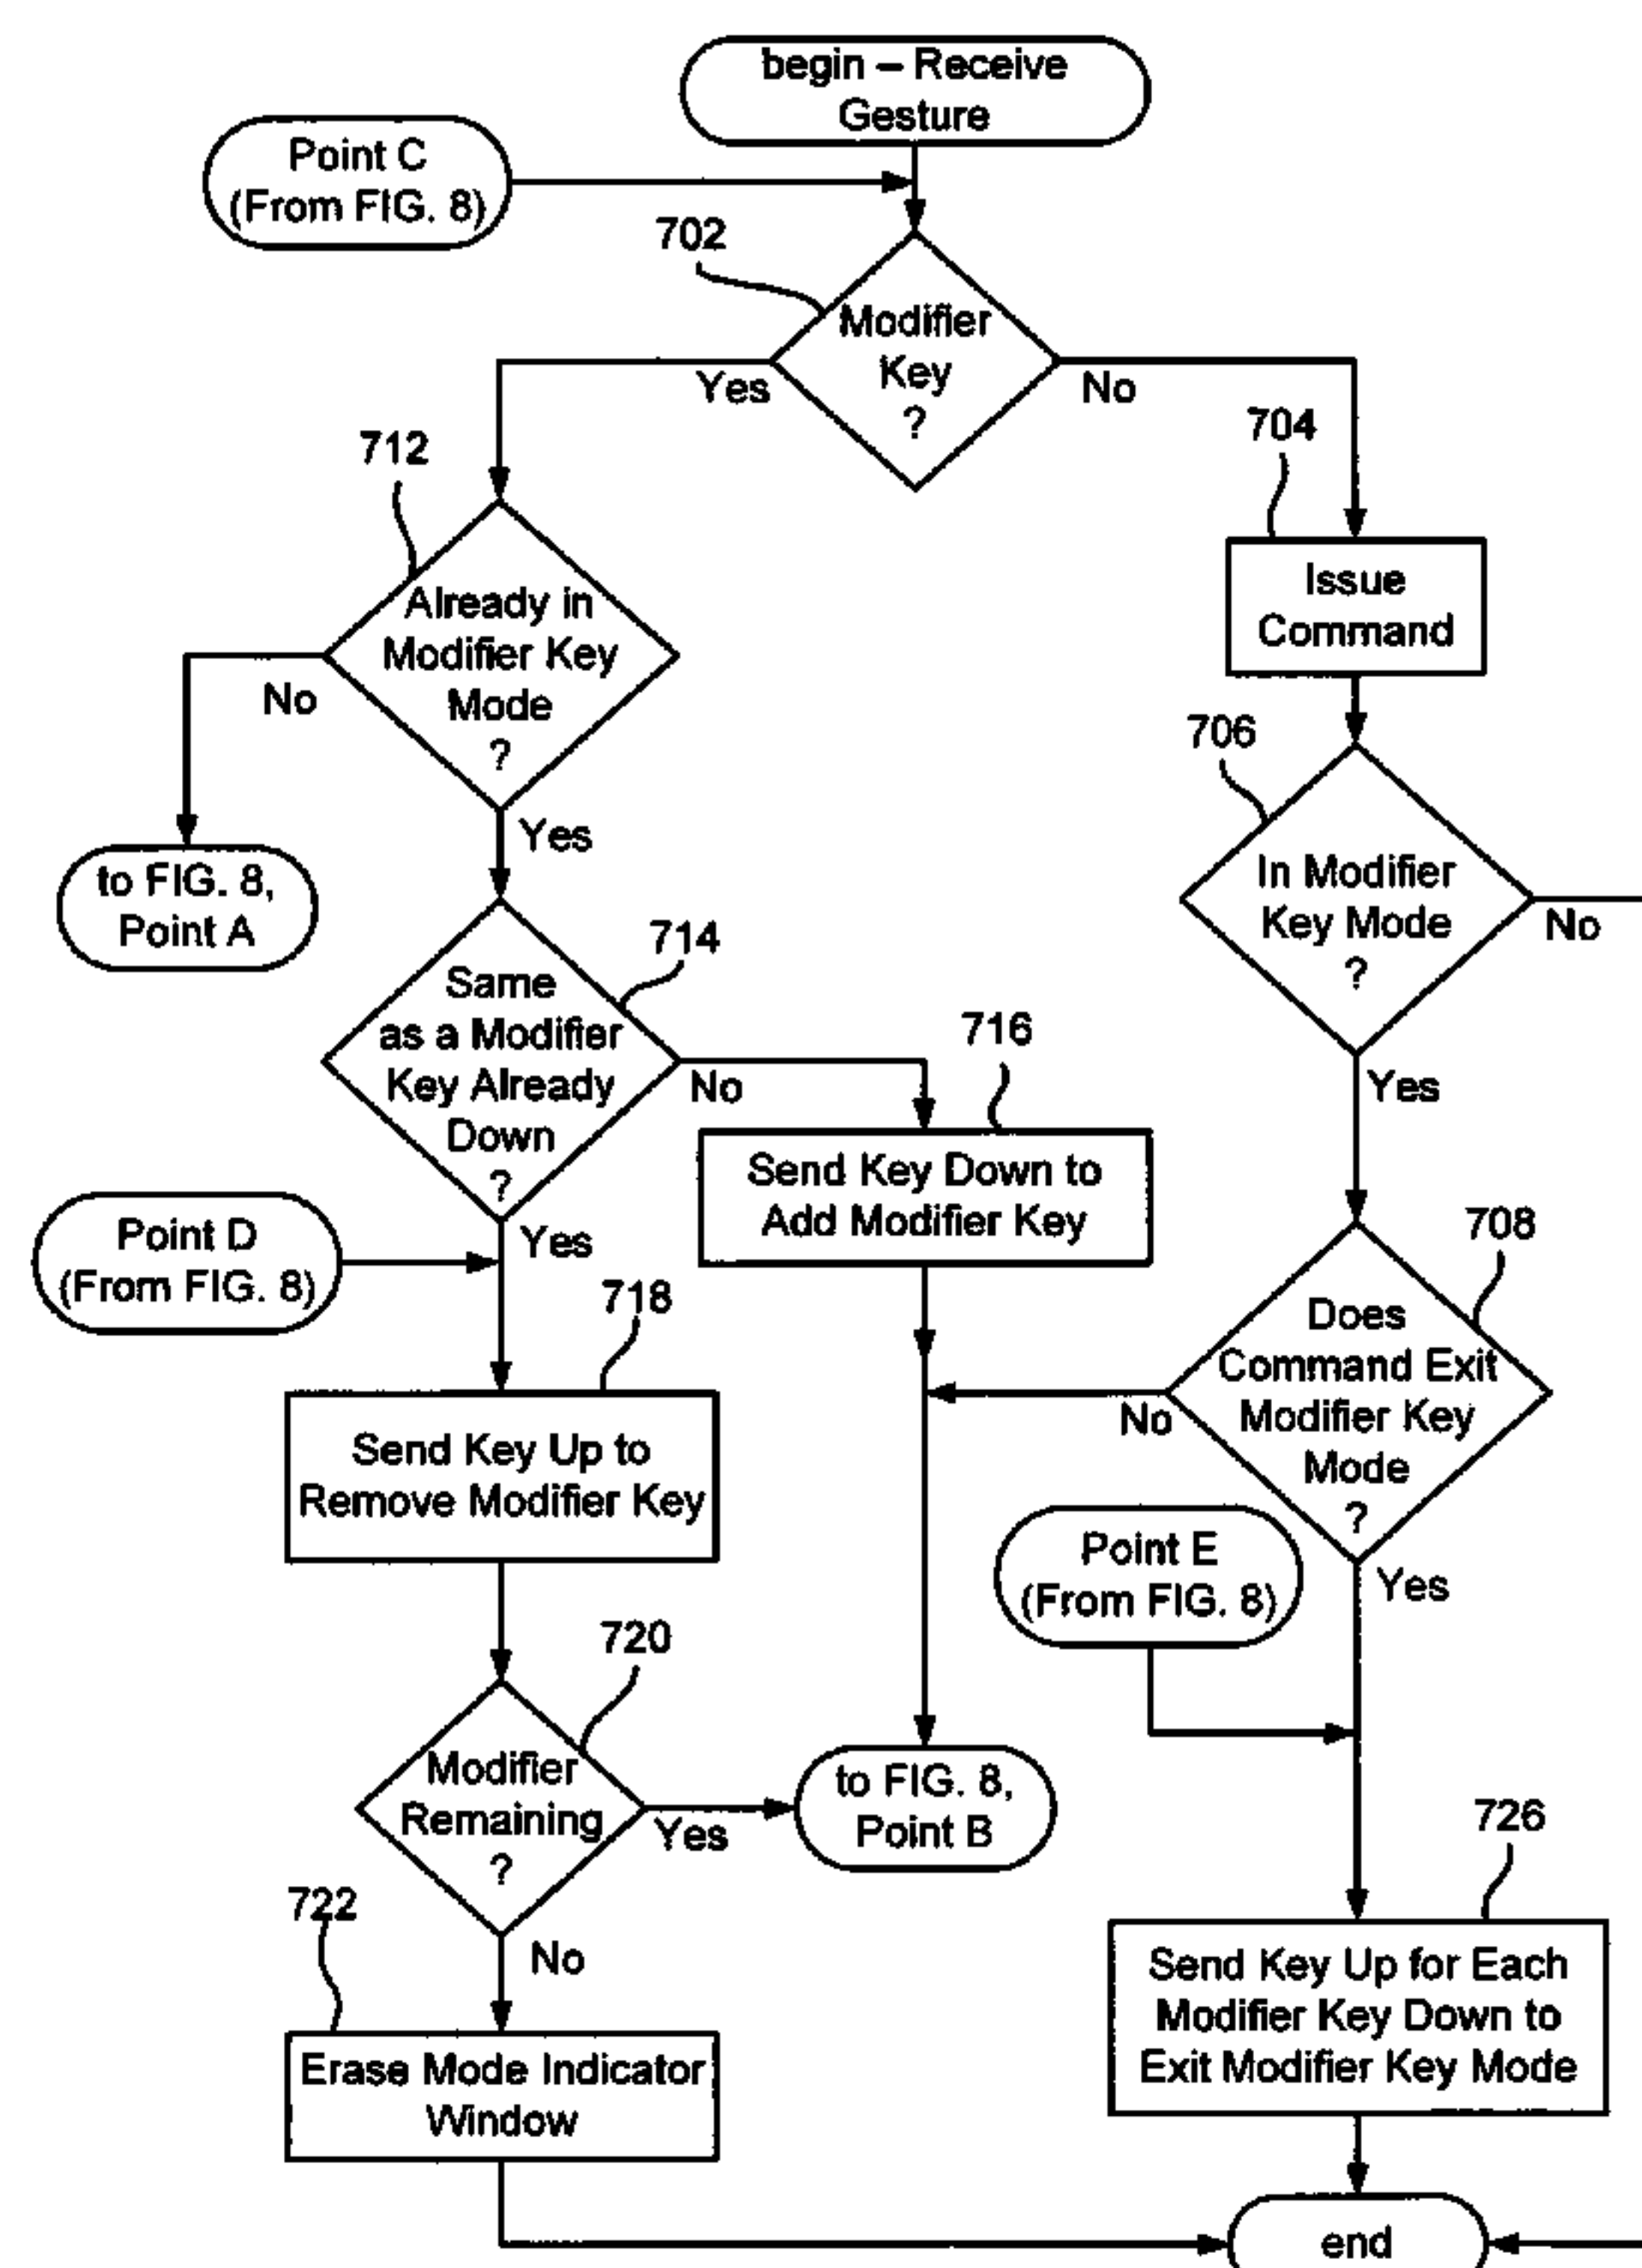 begin – Receive
Gesture
Point C
(From FIG. 8)
702
Modifier
Key
?
Yes
No
712
704
Already in
Modifier Key
Mode
?
Issue
Command
No
Yes
706
to FIG. 8,
Point A
In Modifier
Key Mode
?
No
Yes
714
Same
as a Modifier
Key Already
Down
?
No
Yes
716
Send Key Down to
Add Modifier Key
Point D
(From FIG. 8)
708
Does
Command Exit
Modifier Key
Mode
?
No
Yes
718
Send Key Up to
Remove Modifier Key
Point E
(From FIG. 8)
720
Modifier
Remaining
?
Yes
No
to FIG. 8,
Point B
726
Send Key Up for Each
Modifier Key Down to
Exit Modifier Key Mode
722
Erase Mode Indicator
Window
end